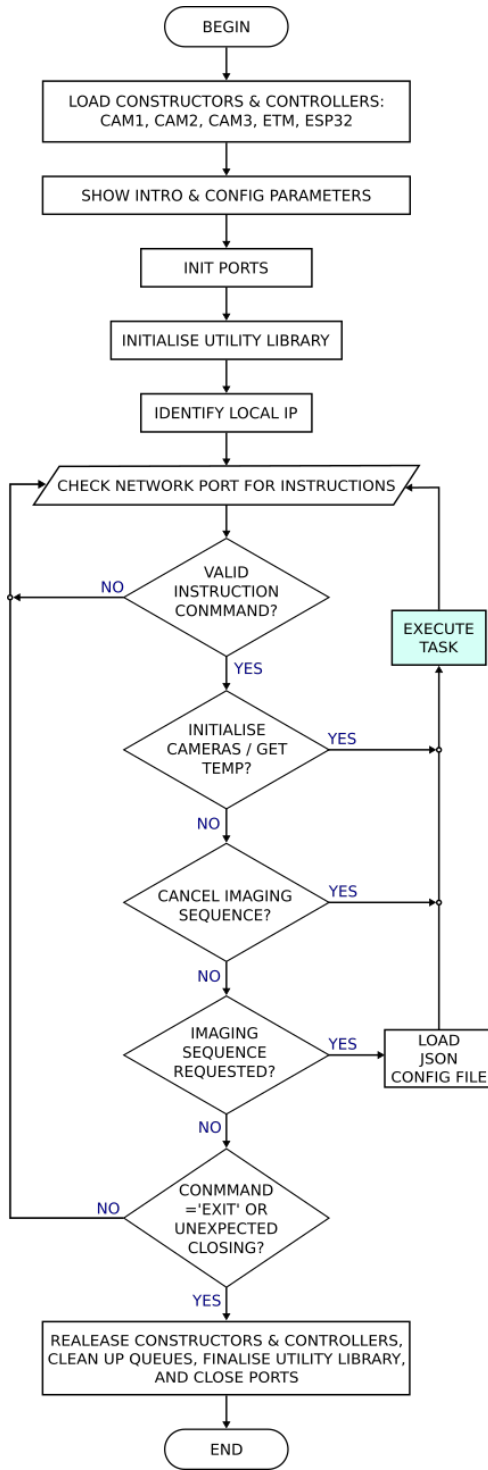 BEGIN
LOAD CONSTRUCTORS & CONTROLLERS:
CAM1, CAM2, CAM3, ETM, ESP32
SHOW INTRO & CONFIG PARAMETERS
INIT PORTS
INITIALISE UTILITY LIBRARY
IDENTIFY LOCAL IP
CHECK NETWORK PORT FOR INSTRUCTIONS
NO
VALID
INSTRUCTION
CONMMAND?
YES
EXECUTE
TASK
INITIALISE
CAMERAS / GET
TEMP?
YES
NO
CANCEL IMAGING
SEQUENCE?
YES
NO
IMAGING
SEQUENCE
REQUESTED?
YES
LOAD
JSON
CONFIG FILE
NO
NO
CONMMAND
='EXIT' OR
UNEXPECTED
CLOSING?
YES
REALEASE CONSTRUCTORS & CONTROLLERS,
CLEAN UP QUEUES, FINALISE UTILITY LIBRARY,
AND CLOSE PORTS
END